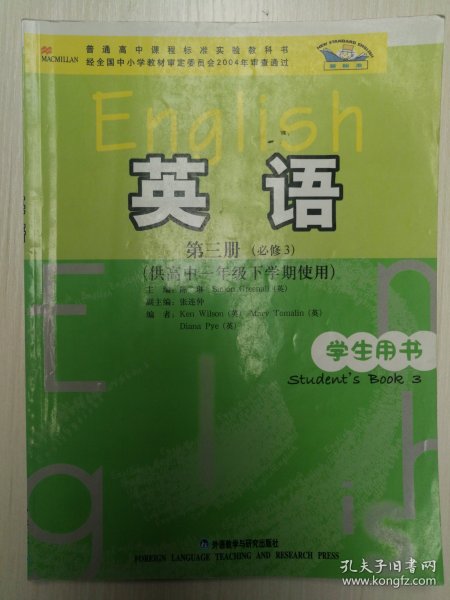 MACMILLAN
普通高中课程标准实验教科书
经全国中小学教材审定委员会2004年审查通过
NEW STANDARD ENGLISH
English
英语
第三册 (必修3)
(供高中一年级下学期使用)
主 编: 陈 琳 Simon Greenall (英)
副主编: 张连仲
编 者: Ken Wilson (英) Mary Tomalin (英)
Diana Pye (英)
学生用书
Student's Book 3
外语教学与研究出版社
FOREIGN LANGUAGE TEACHING AND RESEARCH PRESS
孔夫子旧书网
www.kongfz.com